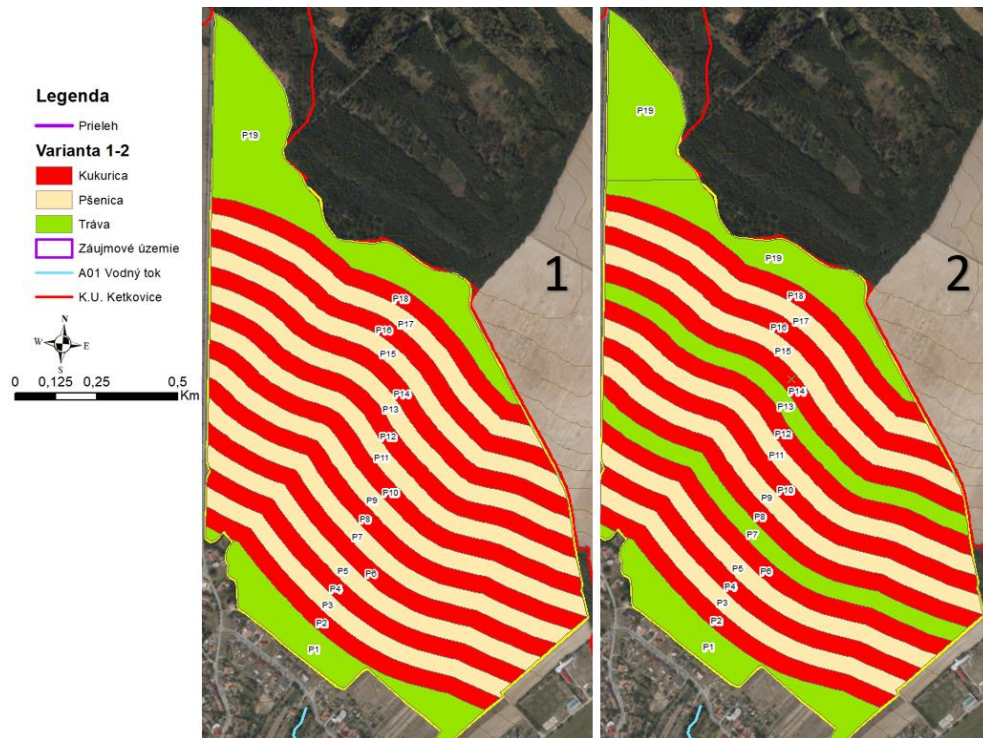 Legenda
Prieleh
Varianta 1-2
Kukurica
Pšenica
Tráva
Záujmové územie
A01 Vodný tok
K.U. Ketkovice
N
W E
S
0 0,125 0,25 0,5
Km
1
P19
P18
P17
P16
P15
P14
P13
P12
P11
P10
P9
P8
P7
P6
P5
P4
P3
P2
P1
2
P19
P19
P18
P17
P16
P15
P14
P13
P12
P11
P10
P9
P8
P7
P6
P5
P4
P3
P2
P1